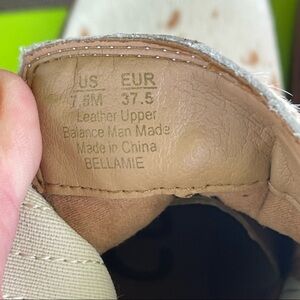 US EUR
7.5M 37.5
Leather Upper
Balance Man Made
Made in China
BELLAMIE